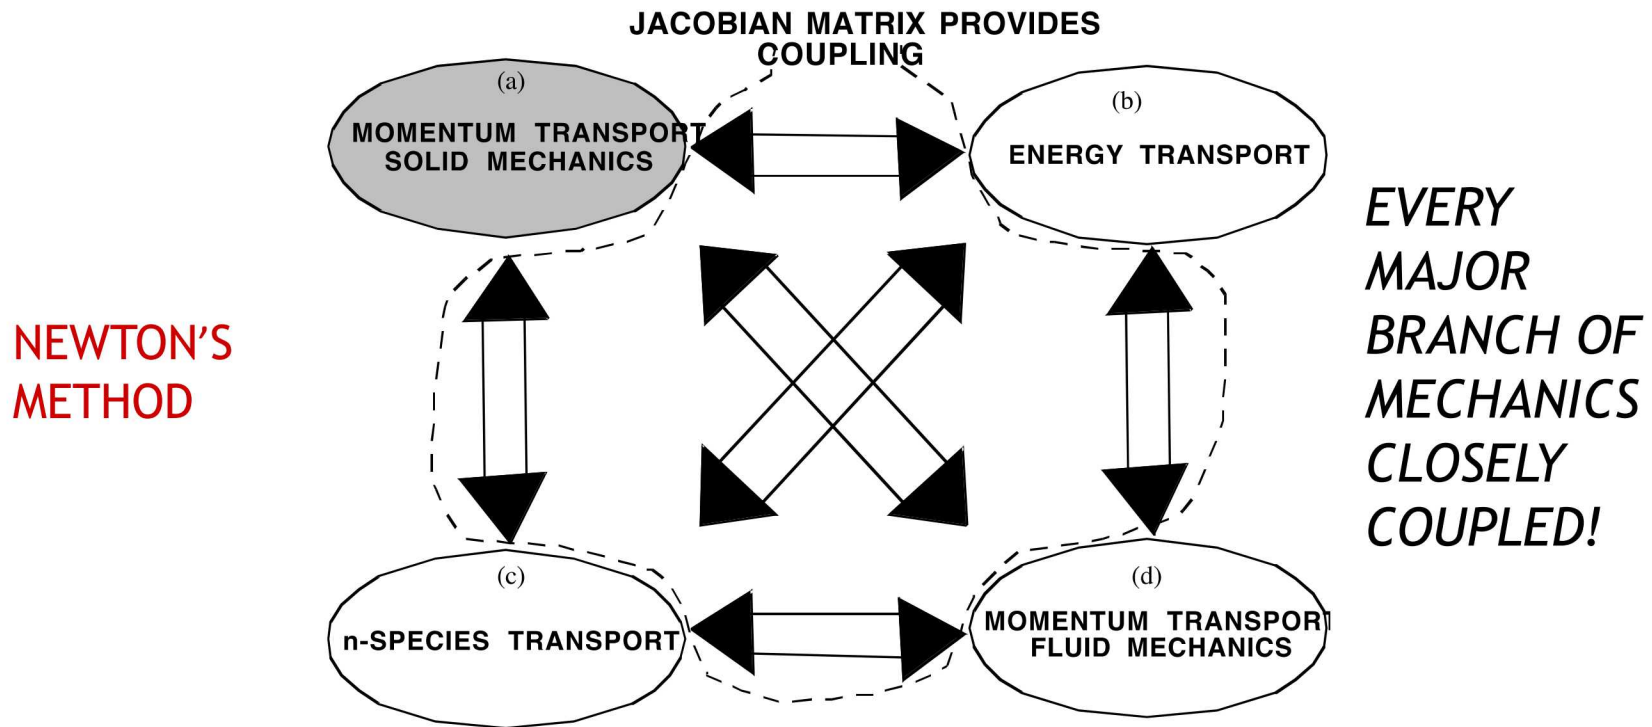 JACOBIAN MATRIX PROVIDES
COUPLING
(a)
MOMENTUM TRANSPORT
SOLID MECHANICS
(b)
ENERGY TRANSPORT
NEWTON'S
METHOD
EVERY
MAJOR
BRANCH OF
MECHANICS
CLOSELY
COUPLED!
(c)
n-SPECIES TRANSPORT
(d)
MOMENTUM TRANSPORT
FLUID MECHANICS